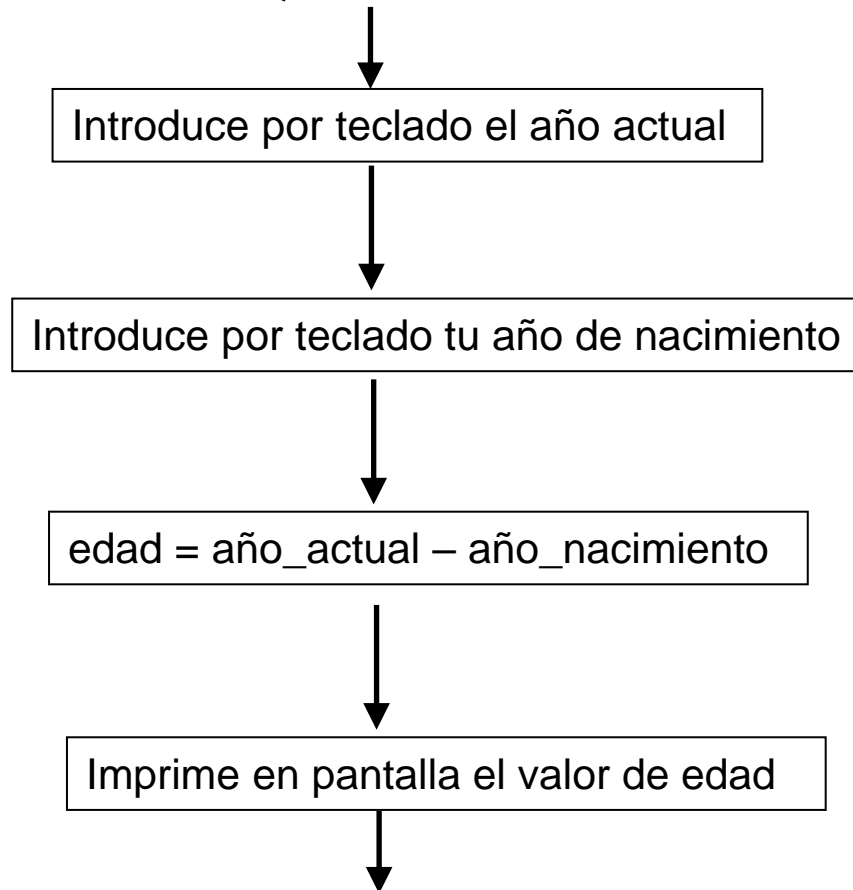 Introduce por teclado el año actual
Introduce por teclado tu año de nacimiento
edad = año_actual – año_nacimiento
Imprime en pantalla el valor de edad